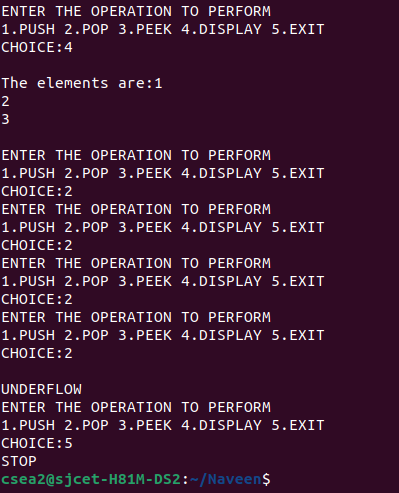 ENTER THE OPERATION TO PERFORM
1.PUSH 2.POP 3.PEEK 4.DISPLAY 5.EXIT
CHOICE:4
The elements are:1
2
3
ENTER THE OPERATION TO PERFORM
1.PUSH 2.POP 3.PEEK 4.DISPLAY 5.EXIT
CHOICE:2
ENTER THE OPERATION TO PERFORM
1.PUSH 2.POP 3.PEEK 4.DISPLAY 5.EXIT
CHOICE:2
ENTER THE OPERATION TO PERFORM
1.PUSH 2.POP 3.PEEK 4.DISPLAY 5.EXIT
CHOICE:2
ENTER THE OPERATION TO PERFORM
1.PUSH 2.POP 3.PEEK 4.DISPLAY 5.EXIT
CHOICE:2
UNDERFLOW
ENTER THE OPERATION TO PERFORM
1.PUSH 2.POP 3.PEEK 4.DISPLAY 5.EXIT
CHOICE:5
STOP
csea2@sjcet-H81M-DS2:~/Naveen$